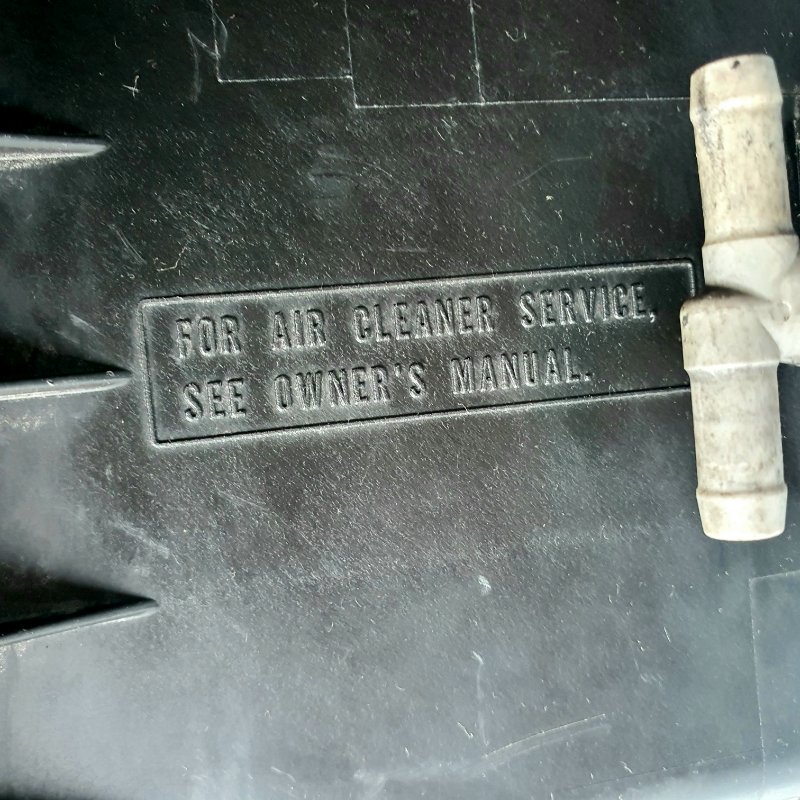 FOR AIR CLEANER SERVICE,
SEE OWNER'S MANUAL.